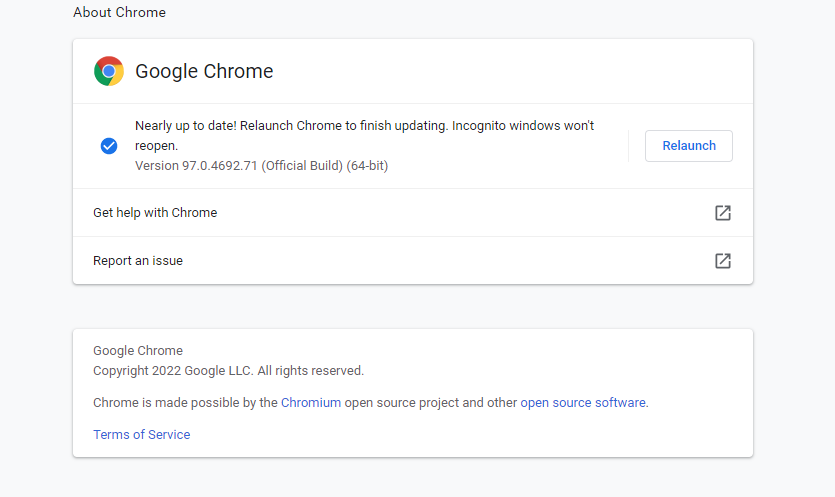 About Chrome
Google Chrome
Nearly up to date! Relaunch Chrome to finish updating. Incognito windows won't
reopen.
Version 97.0.4692.71 (Official Build) (64-bit)
Relaunch
Get help with Chrome
Report an issue
Google Chrome
Copyright 2022 Google LLC. All rights reserved.
Chrome is made possible by the Chromium open source project and other open source software.
Terms of Service